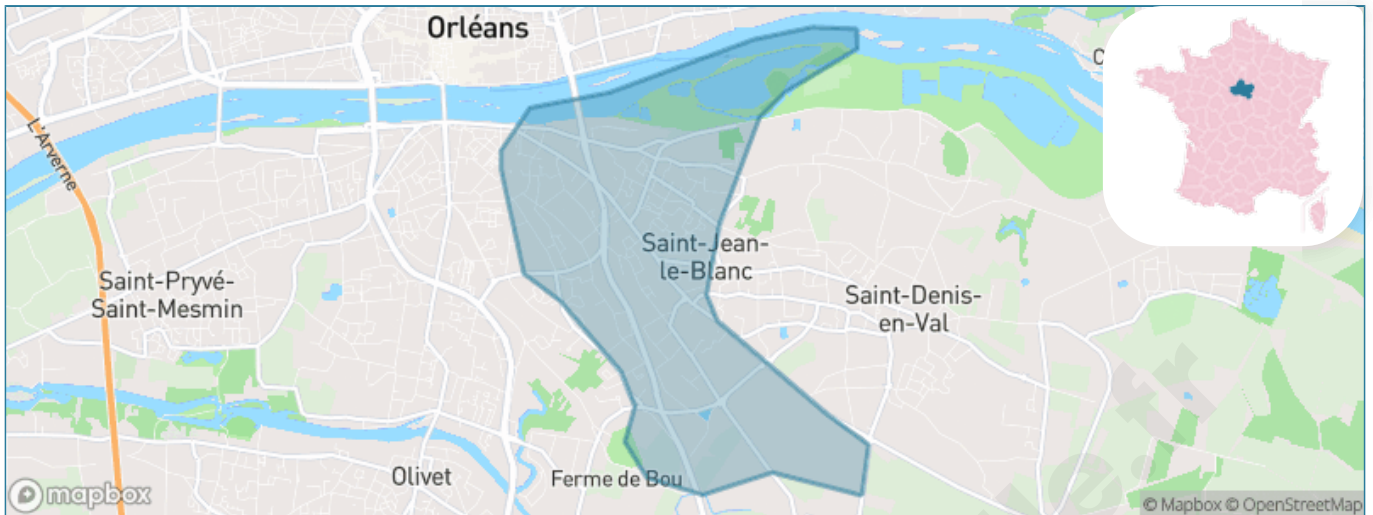 Orléans
C
L'Arverne
Saint-Jean-
le-Blanc
Saint-Pryvé-
Saint-Mesmin
Saint-Denis-
en-Val
Olivet
Ferme de Bou
mapbox
© Mapbox © OpenStreetMap